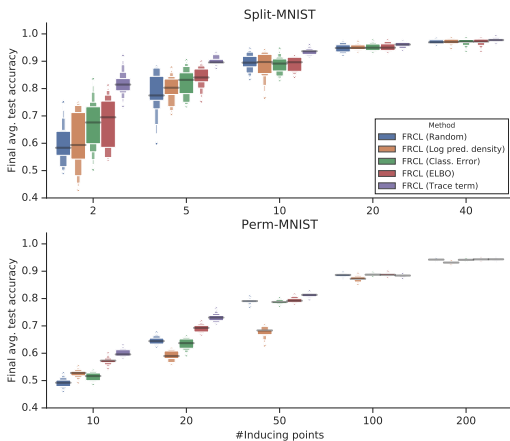 Split-MNIST
Final avg. test accuracy
1.0
0.9
0.8
0.7
0.6
0.5
0.4
Method
FRCL (Random)
FRCL (Log pred. density)
FRCL (Class. Error)
FRCL (ELBO)
FRCL (Trace term)
2 5 10 20 40
Perm-MNIST
Final avg. test accuracy
1.0
0.9
0.8
0.7
0.6
0.5
0.4
10 20 50 100 200
#Inducing points